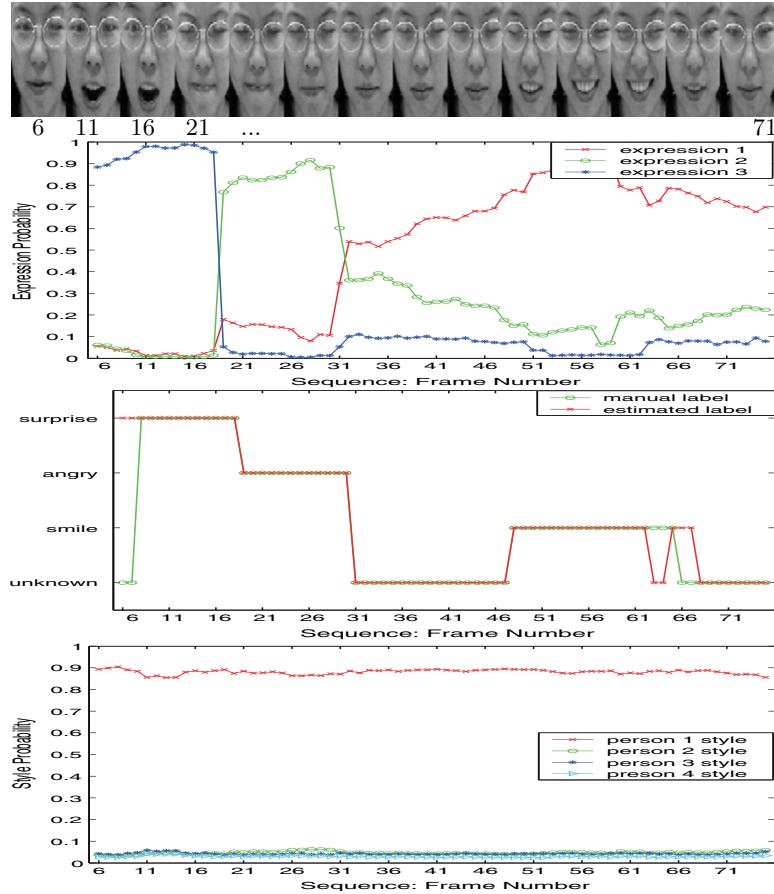 6 11 16 21 ... 71
expression 1
expression 2
expression 3
Expression Probability
1
0.9
0.8
0.7
0.6
0.5
0.4
0.3
0.2
0.1
0
6 11 16 21 26 31 36 41 46 51 56 61 66 71
Sequence: Frame Number
manual label
estimated label
surprise
angry
smile
unknown
6 11 16 21 26 31 36 41 46 51 56 61 66 71
Sequence: Frame Number
Style Probability
1
0.9
0.8
0.7
0.6
0.5
0.4
0.3
0.2
0.1
0
person 1 style
person 2 style
person 3 style
preson 4 style
6 11 16 21 26 31 36 41 46 51 56 61 66 71
Sequence: Frame Number